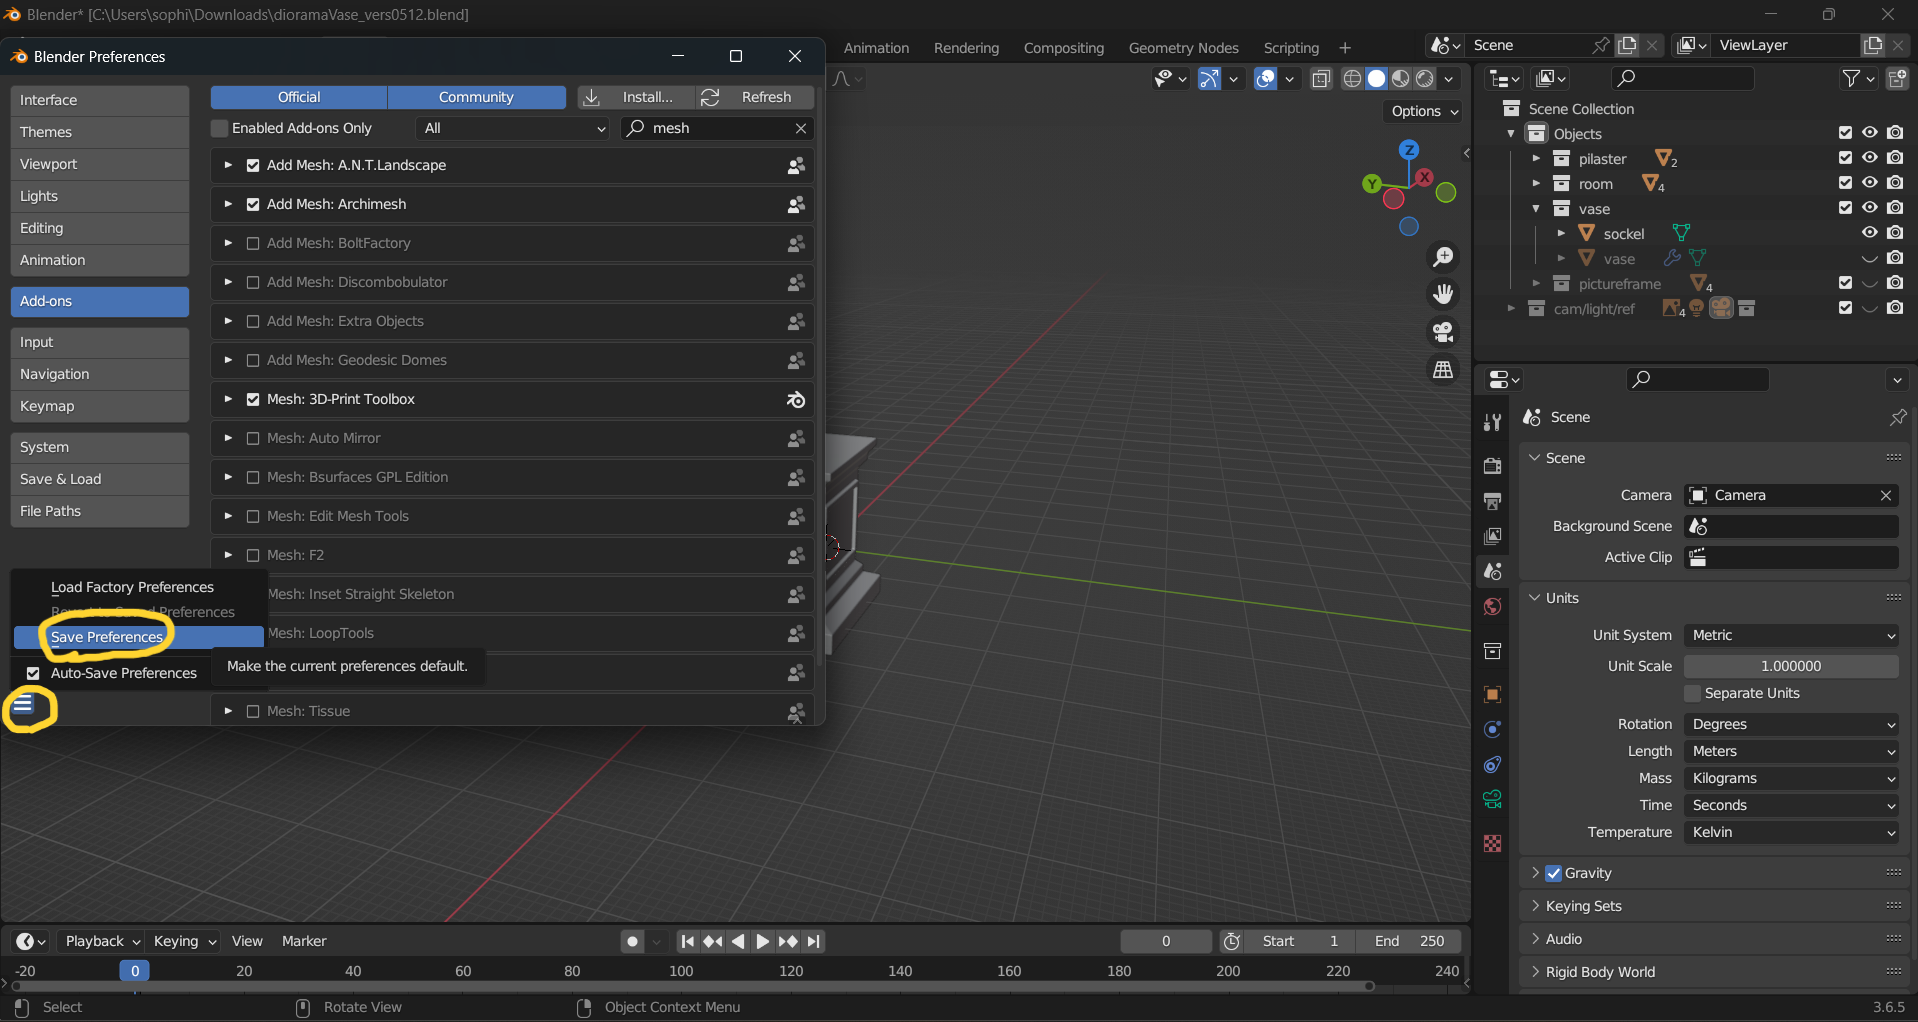 Blender* [C:\Users\sophi\Downloads\dioramaVase_vers0512.blend]
Blender Preferences
Animation
Rendering
Compositing
Geometry Nodes
Scripting
Scene
ViewLayer
Interface
Themes
Viewport
Lights
Editing
Animation
Add-ons
Input
Navigation
Keymap
System
Save & Load
File Paths
Official
Community
Install...
Refresh
Enabled Add-ons Only
All
mesh
Add Mesh: A.N.T.Landscape
Add Mesh: Archimesh
Add Mesh: BoltFactory
Add Mesh: Discombobulator
Add Mesh: Extra Objects
Add Mesh: Geodesic Domes
Mesh: 3D-Print Toolbox
Mesh: Auto Mirror
Mesh: Bsurfaces GPL Edition
Mesh: Edit Mesh Tools
Mesh: F2
Mesh: Inset Straight Skeleton
Mesh: LoopTools
Mesh: Tissue
Load Factory Preferences
Preferences
Save Preferences
Auto-Save Preferences
Make the current preferences default.
Options
Z
Y
X
Scene Collection
Objects
pilaster 2
room 4
vase
sockel
vase
pictureframe 4
cam/light/ref 4
Scene
Scene
Camera Camera
Background Scene
Active Clip
Units
Unit System Metric
Unit Scale 1.000000
Separate Units
Rotation Degrees
Length Meters
Mass Kilograms
Time Seconds
Temperature Kelvin
Gravity
Keying Sets
Audio
Rigid Body World
Playback
Keying
View
Marker
0
Start 1
End 250
-20 0 20 40 60 80 100 120 140 160 180 200 220 240
Select
Rotate View
Object Context Menu
3.6.5